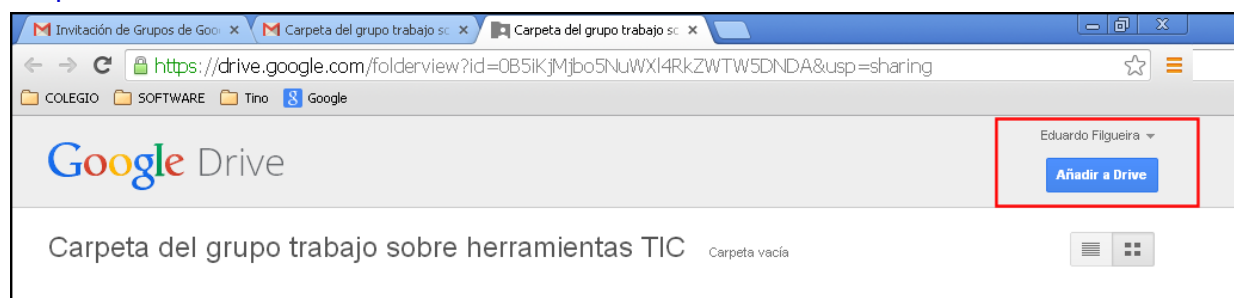 Invitación de Grupos de Goo
Carpeta del grupo trabajo so
Carpeta del grupo trabajo sc
https://drive.google.com/folderview?id=0B5iKjMjbo5NuWXI4RkZWTW5DNDA&usp=sharing
COLEGIO SOFTWARE Tino Google
Eduardo Filgueira
Google Drive
Añadir a Drive
Carpeta del grupo trabajo sobre herramientas TIC Carpeta vacía